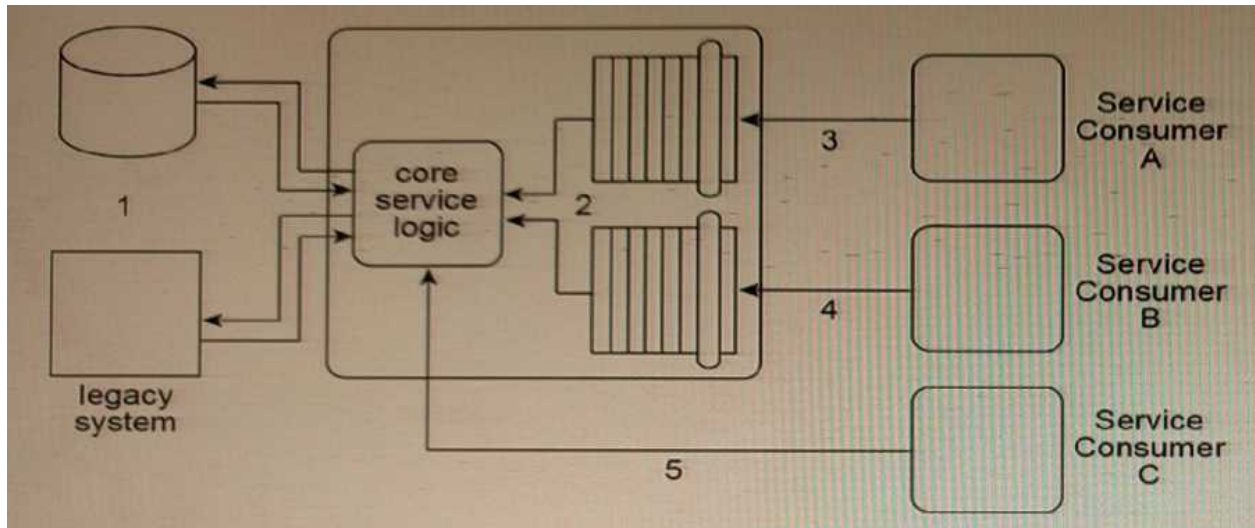 1
legacy
system
core
service
logic
2
3
Service
Consumer
A
4
Service
Consumer
B
5
Service
Consumer
C